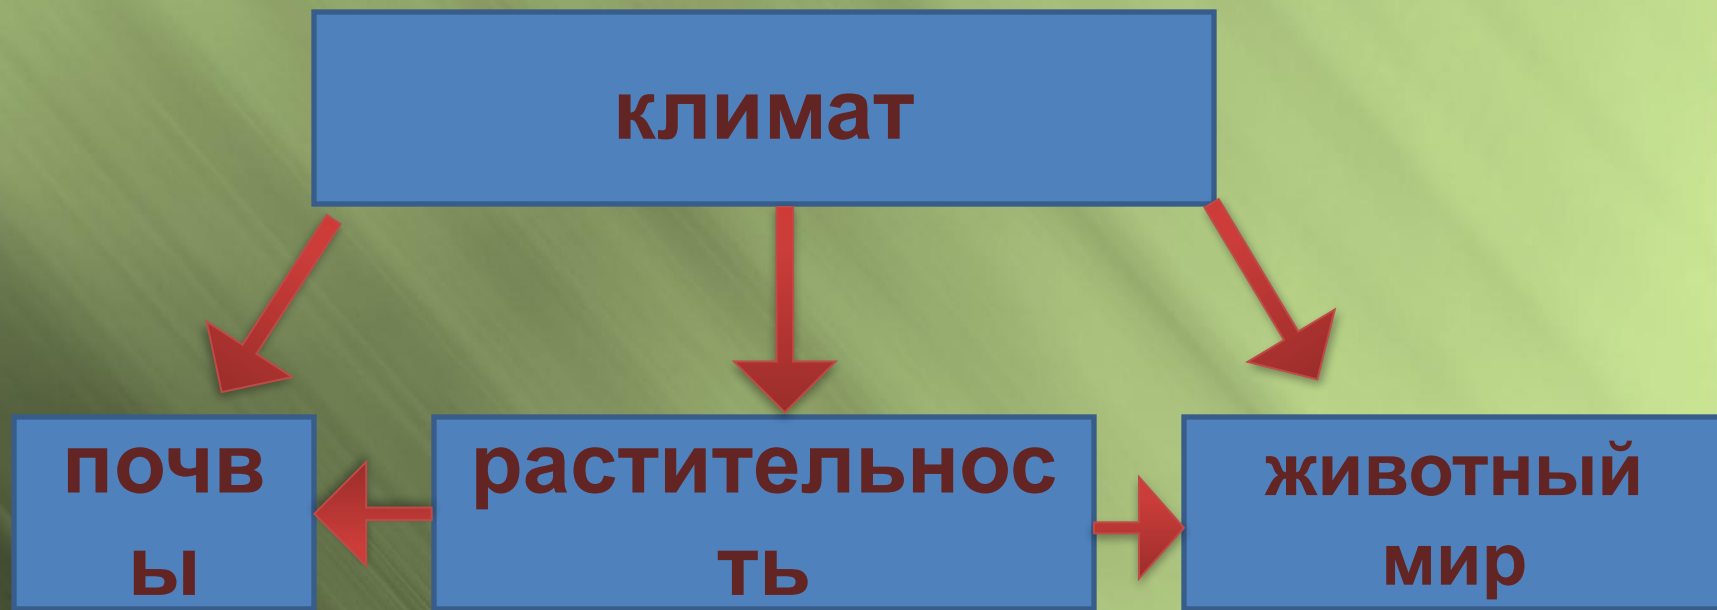 климат
почв
ы
растительнос
ть
животный
мир